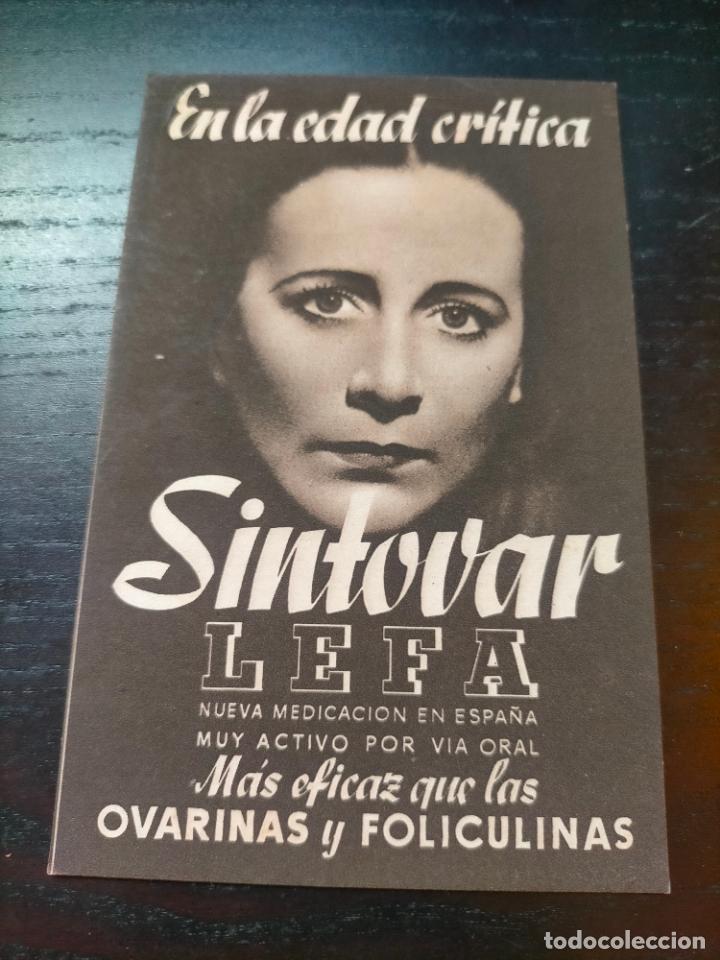 En la edad crítica
Sintovar
LEFA
NUEVA MEDICACION EN ESPAÑA
MUY ACTIVO POR VIA ORAL
Más eficaz que las
OVARINAS y FOLICULINAS
todocoleccion